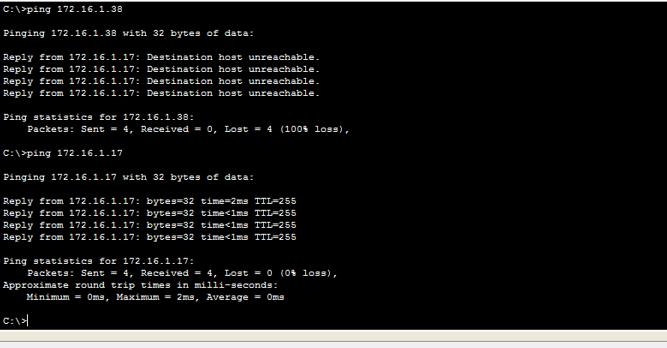 C:\>ping 172.16.1.38
Pinging 172.16.1.38 with 32 bytes of data:
Reply from 172.16.1.17: Destination host unreachable.
Reply from 172.16.1.17: Destination host unreachable.
Reply from 172.16.1.17: Destination host unreachable.
Reply from 172.16.1.17: Destination host unreachable.
Ping statistics for 172.16.1.38:
    Packets: Sent = 4, Received = 0, Lost = 4 (100% loss),
C:\>ping 172.16.1.17
Pinging 172.16.1.17 with 32 bytes of data:
Reply from 172.16.1.17: bytes=32 time=2ms TTL=255
Reply from 172.16.1.17: bytes=32 time<1ms TTL=255
Reply from 172.16.1.17: bytes=32 time<1ms TTL=255
Reply from 172.16.1.17: bytes=32 time<1ms TTL=255
Ping statistics for 172.16.1.17:
    Packets: Sent = 4, Received = 4, Lost = 0 (0% loss),
Approximate round trip times in milli-seconds:
    Minimum = 0ms, Maximum = 2ms, Average = 0ms
C:\>